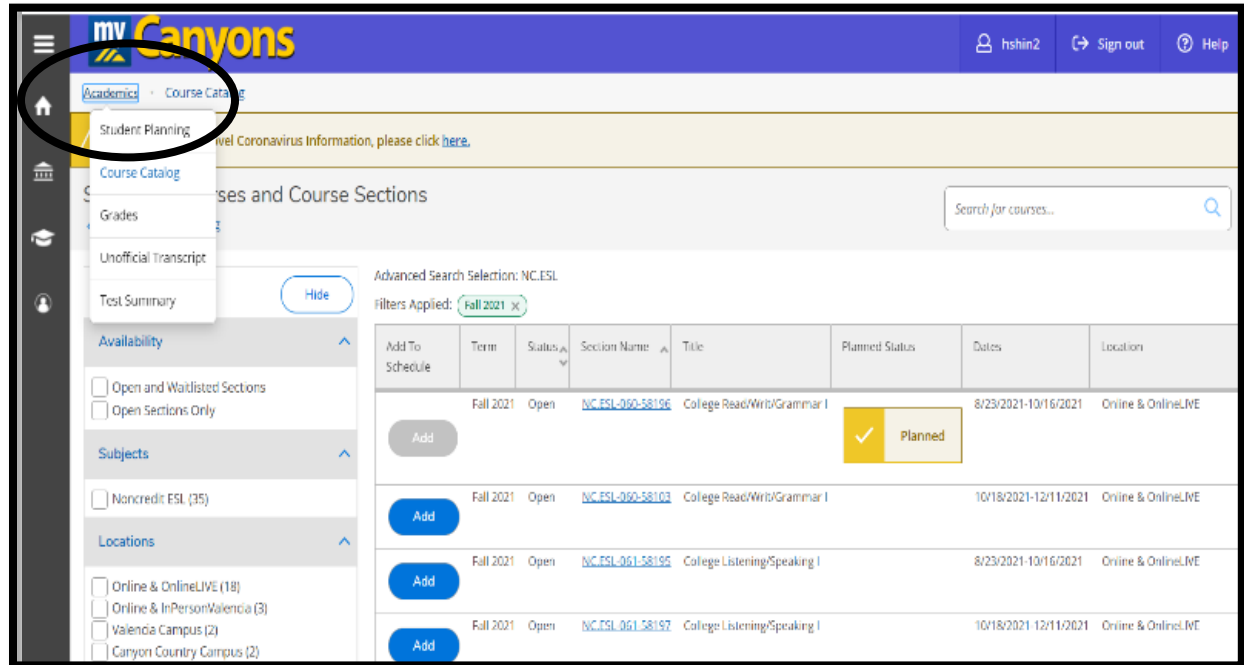 my Canyons
hshin2 Sign out Help
Academics · Course Catalog
Student Planning
Course Catalog
Grades
Unofficial Transcript
Test Summary
vel Coronavirus Information, please click here.
S ses and Course Sections
Search for courses...
Hide
Advanced Search Selection: NC.ESL
Filters Applied: Fall 2021 ×
Availability
Open and Waitlisted Sections
Open Sections Only
Subjects
Noncredit ESL (35)
Locations
Online & OnlineLIVE (18)
Online & InPersonValencia (3)
Valencia Campus (2)
Canyon Country Campus (2)
Add To Schedule Term Status Section Name Title Planned Status Dates Location
Add Fall 2021 Open NC.ESL-060-58196 College Read/Writ/Grammar I Planned 8/23/2021-10/16/2021 Online & OnlineLIVE
Add Fall 2021 Open NC.ESL-060-58103 College Read/Writ/Grammar I 10/18/2021-12/11/2021 Online & OnlineLIVE
Add Fall 2021 Open NC.ESL-061-58195 College Listening/Speaking I 8/23/2021-10/16/2021 Online & OnlineLIVE
Add Fall 2021 Open NC.ESL-061-58197 College Listening/Speaking I 10/18/2021-12/11/2021 Online & OnlineLIVE